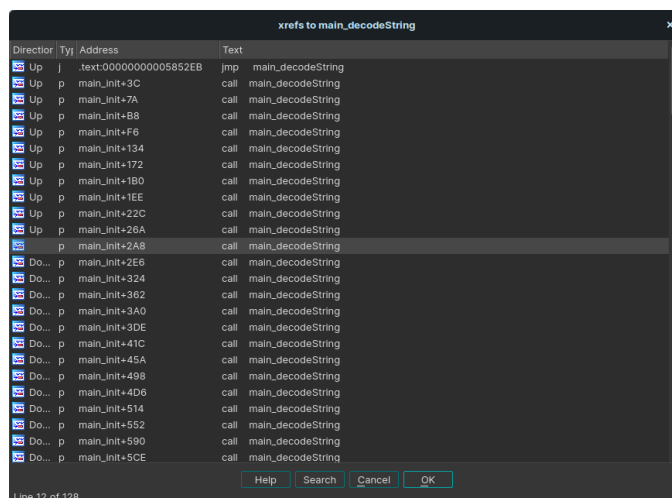 xrefs to main_decodeString
Direction Typ Address Text
Up j .text:00000000005852EB jmp main_decodeString
Up p main_init+3C call main_decodeString
Up p main_init+7A call main_decodeString
Up p main_init+B8 call main_decodeString
Up p main_init+F6 call main_decodeString
Up p main_init+134 call main_decodeString
Up p main_init+172 call main_decodeString
Up p main_init+1B0 call main_decodeString
Up p main_init+1EE call main_decodeString
Up p main_init+22C call main_decodeString
Up p main_init+26A call main_decodeString
p main_init+2A8 call main_decodeString
Do... p main_init+2E6 call main_decodeString
Do... p main_init+324 call main_decodeString
Do... p main_init+362 call main_decodeString
Do... p main_init+3A0 call main_decodeString
Do... p main_init+3DE call main_decodeString
Do... p main_init+41C call main_decodeString
Do... p main_init+45A call main_decodeString
Do... p main_init+498 call main_decodeString
Do... p main_init+4D6 call main_decodeString
Do... p main_init+514 call main_decodeString
Do... p main_init+552 call main_decodeString
Do... p main_init+590 call main_decodeString
Do... p main_init+5CE call main_decodeString
Help Search Cancel OK
Line 12 of 128